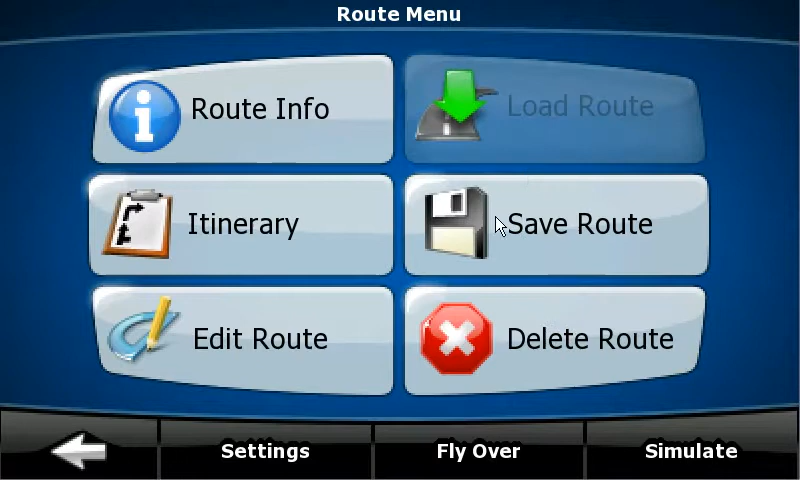 Route Menu
Route Info
Load Route
Itinerary
Save Route
Edit Route
Delete Route
Settings
Fly Over
Simulate